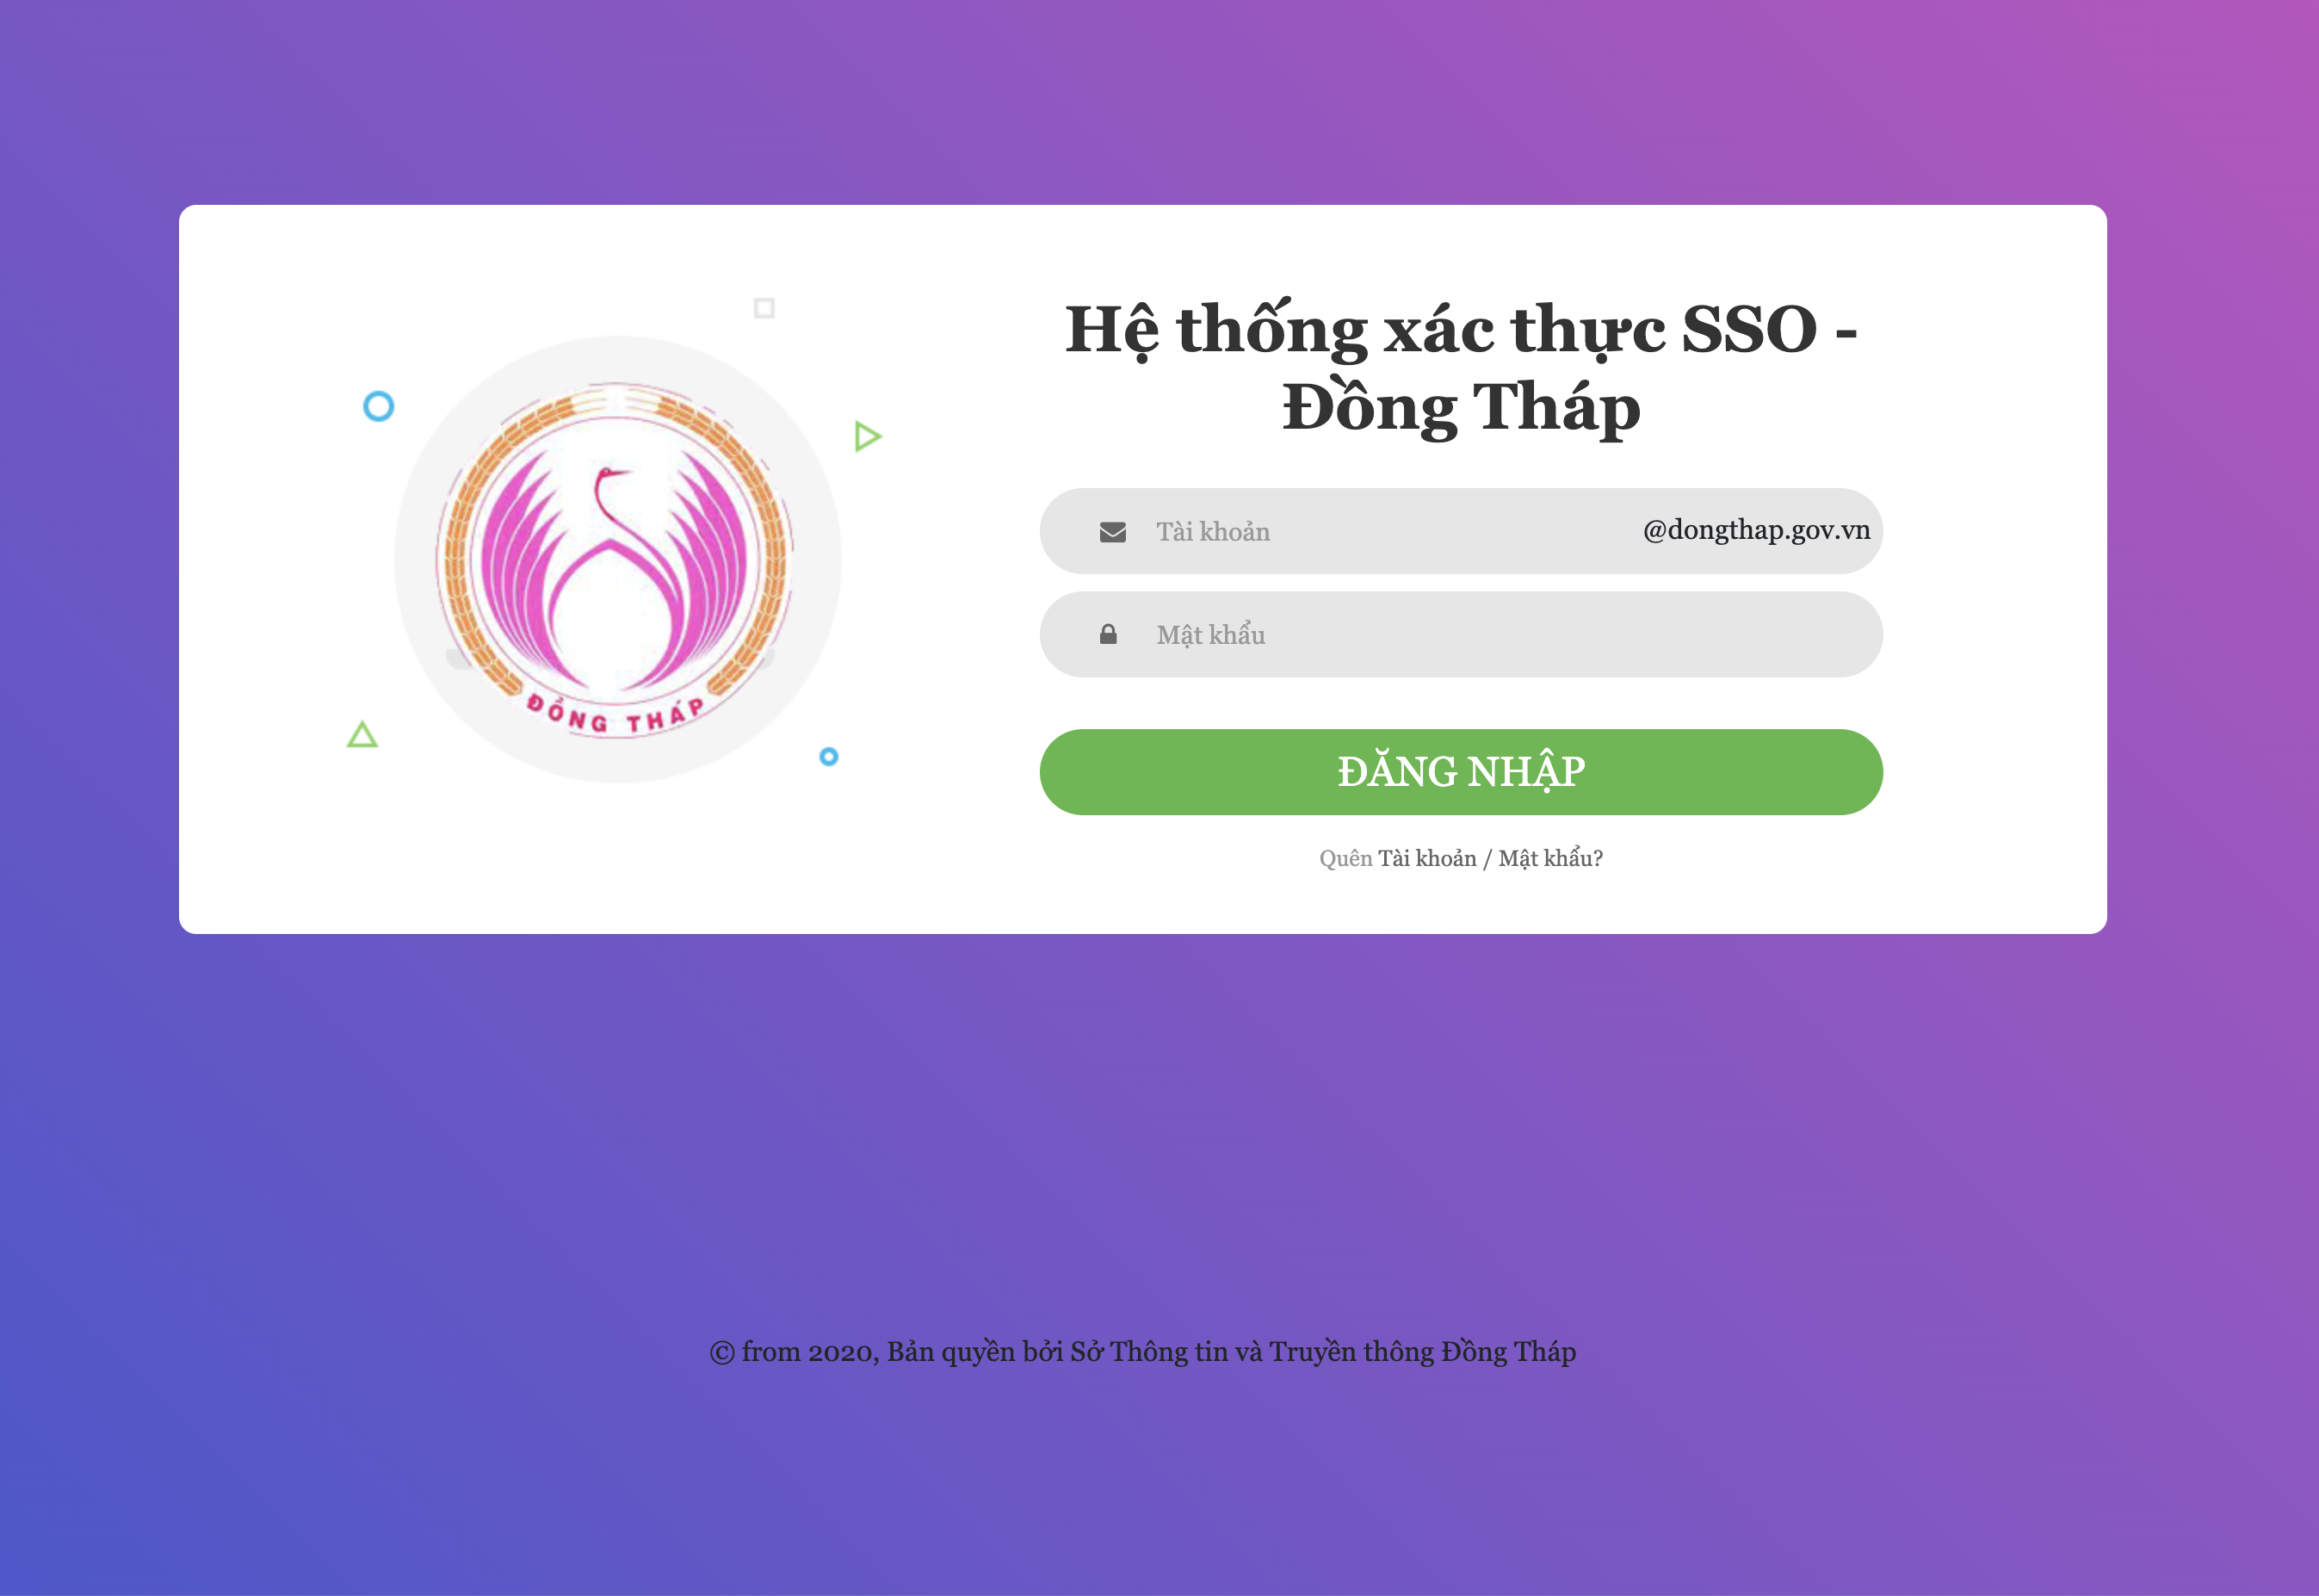 ĐỒNG THÁP
Hệ thống xác thực SSO -
Đồng Tháp
Tài khoản @dongthap.gov.vn
Mật khẩu
ĐĂNG NHẬP
Quên Tài khoản / Mật khẩu?
© from 2020, Bản quyền bởi Sở Thông tin và Truyền thông Đồng Tháp